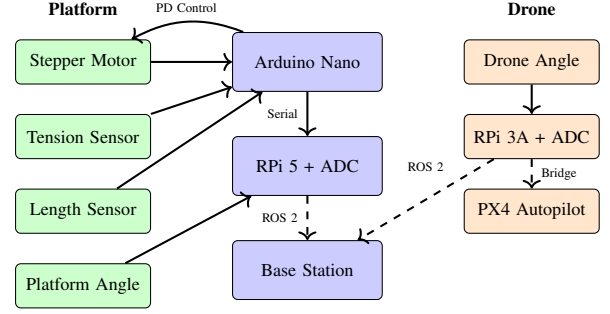 Platform
PD Control
Drone
Stepper Motor
Arduino Nano
Drone Angle
Serial
Tension Sensor
RPi 3A + ADC
RPi 5 + ADC
ROS 2
Bridge
Length Sensor
ROS 2
PX4 Autopilot
Platform Angle
Base Station